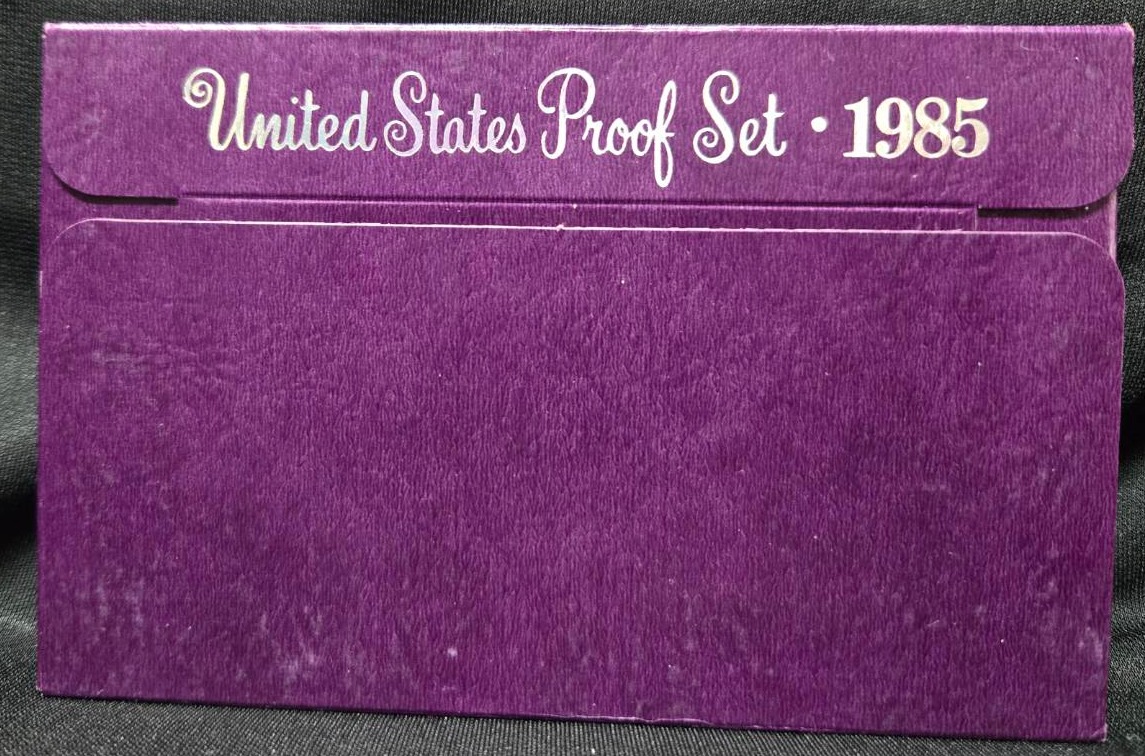 United States Proof Set • 1985